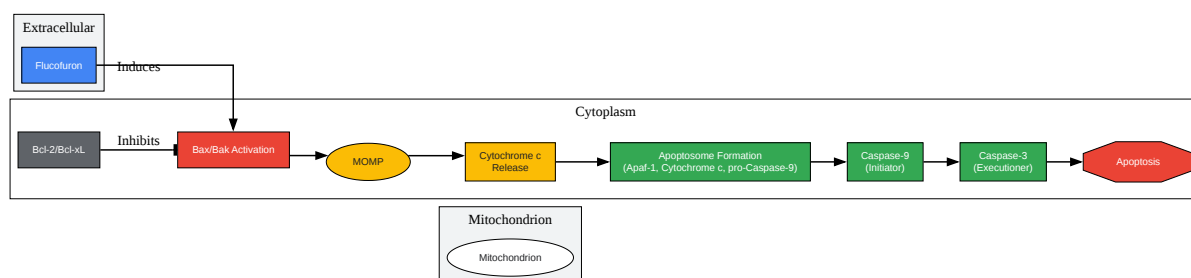 Extracellular
Flucofuron
Induces
Cytoplasm
Bcl-2/Bcl-xL
Inhibits
Bax/Bak Activation
MOMP
Cytochrome c
Release
Apoptosome Formation
(Apaf-1, Cytochrome c, pro-Caspase-9)
Caspase-9
(Initiator)
Caspase-3
(Executioner)
Apoptosis
Mitochondrion
Mitochondrion